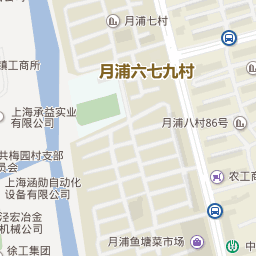 月浦七村
镇工商所
月浦六七九村
上海承益实业
有限公司
月浦八村86号
共梅园村支部
员会
上海涵勋自动化
设备有限公司
农工商
泾宏冶金
机有限公司
月浦鱼塘菜市场
徐工集团
中